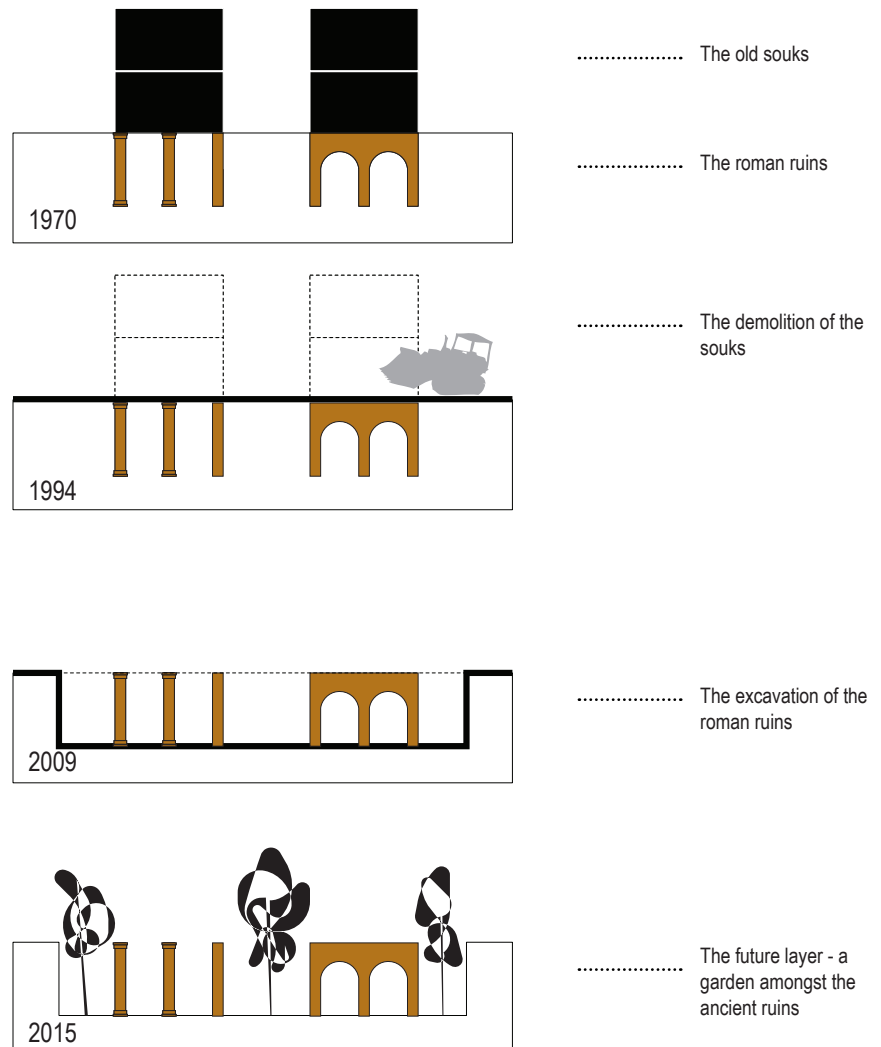 The old souks
The roman ruins
1970
The demolition of the
souks
1994
The excavation of the
roman ruins
2009
The future layer - a
garden amongst the
ancient ruins
2015